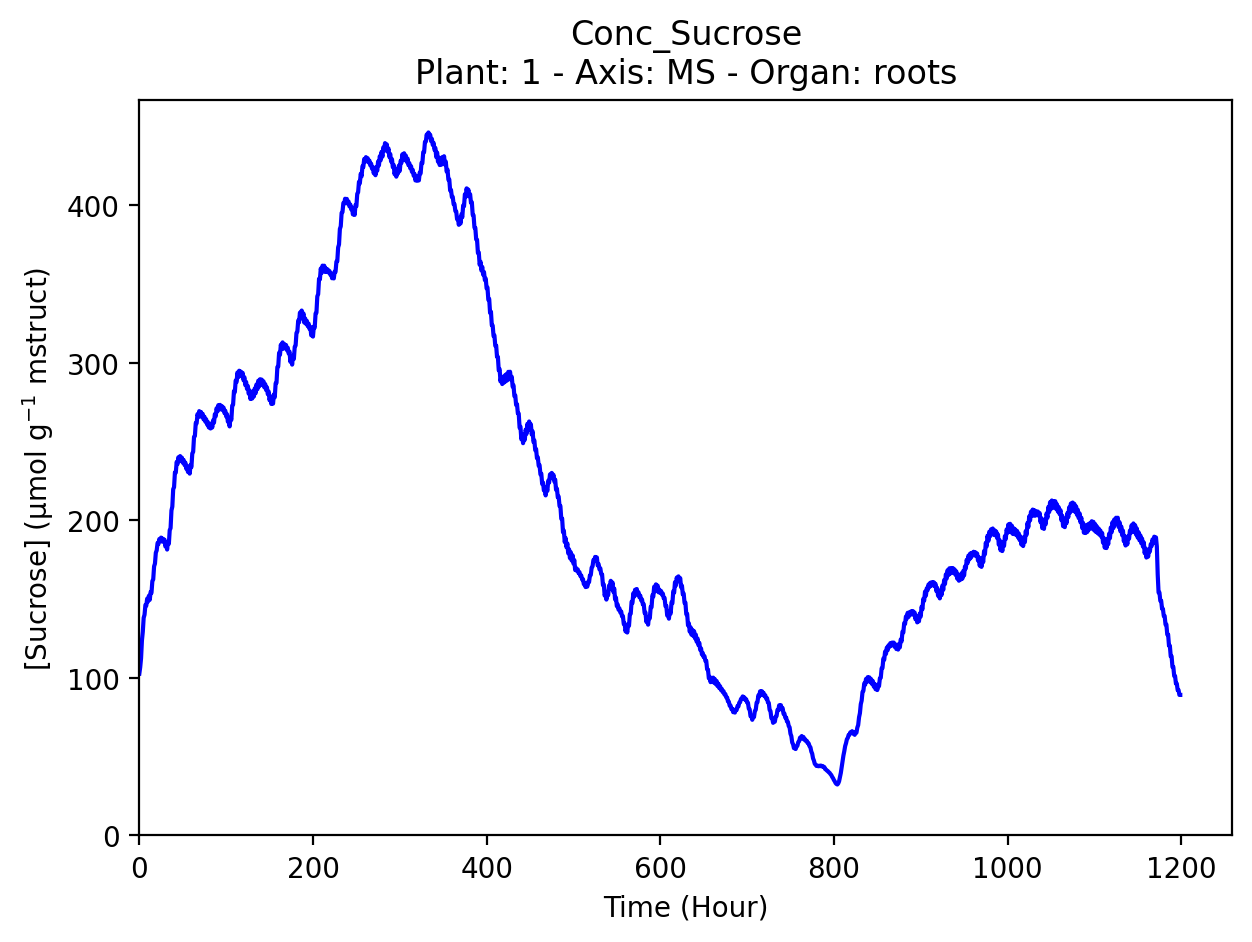 Conc_Sucrose
Plant: 1 - Axis: MS - Organ: roots
[Sucrose] (µmol g⁻¹ mstruct)
400
300
200
100
0
0 200 400 600 800 1000 1200
Time (Hour)